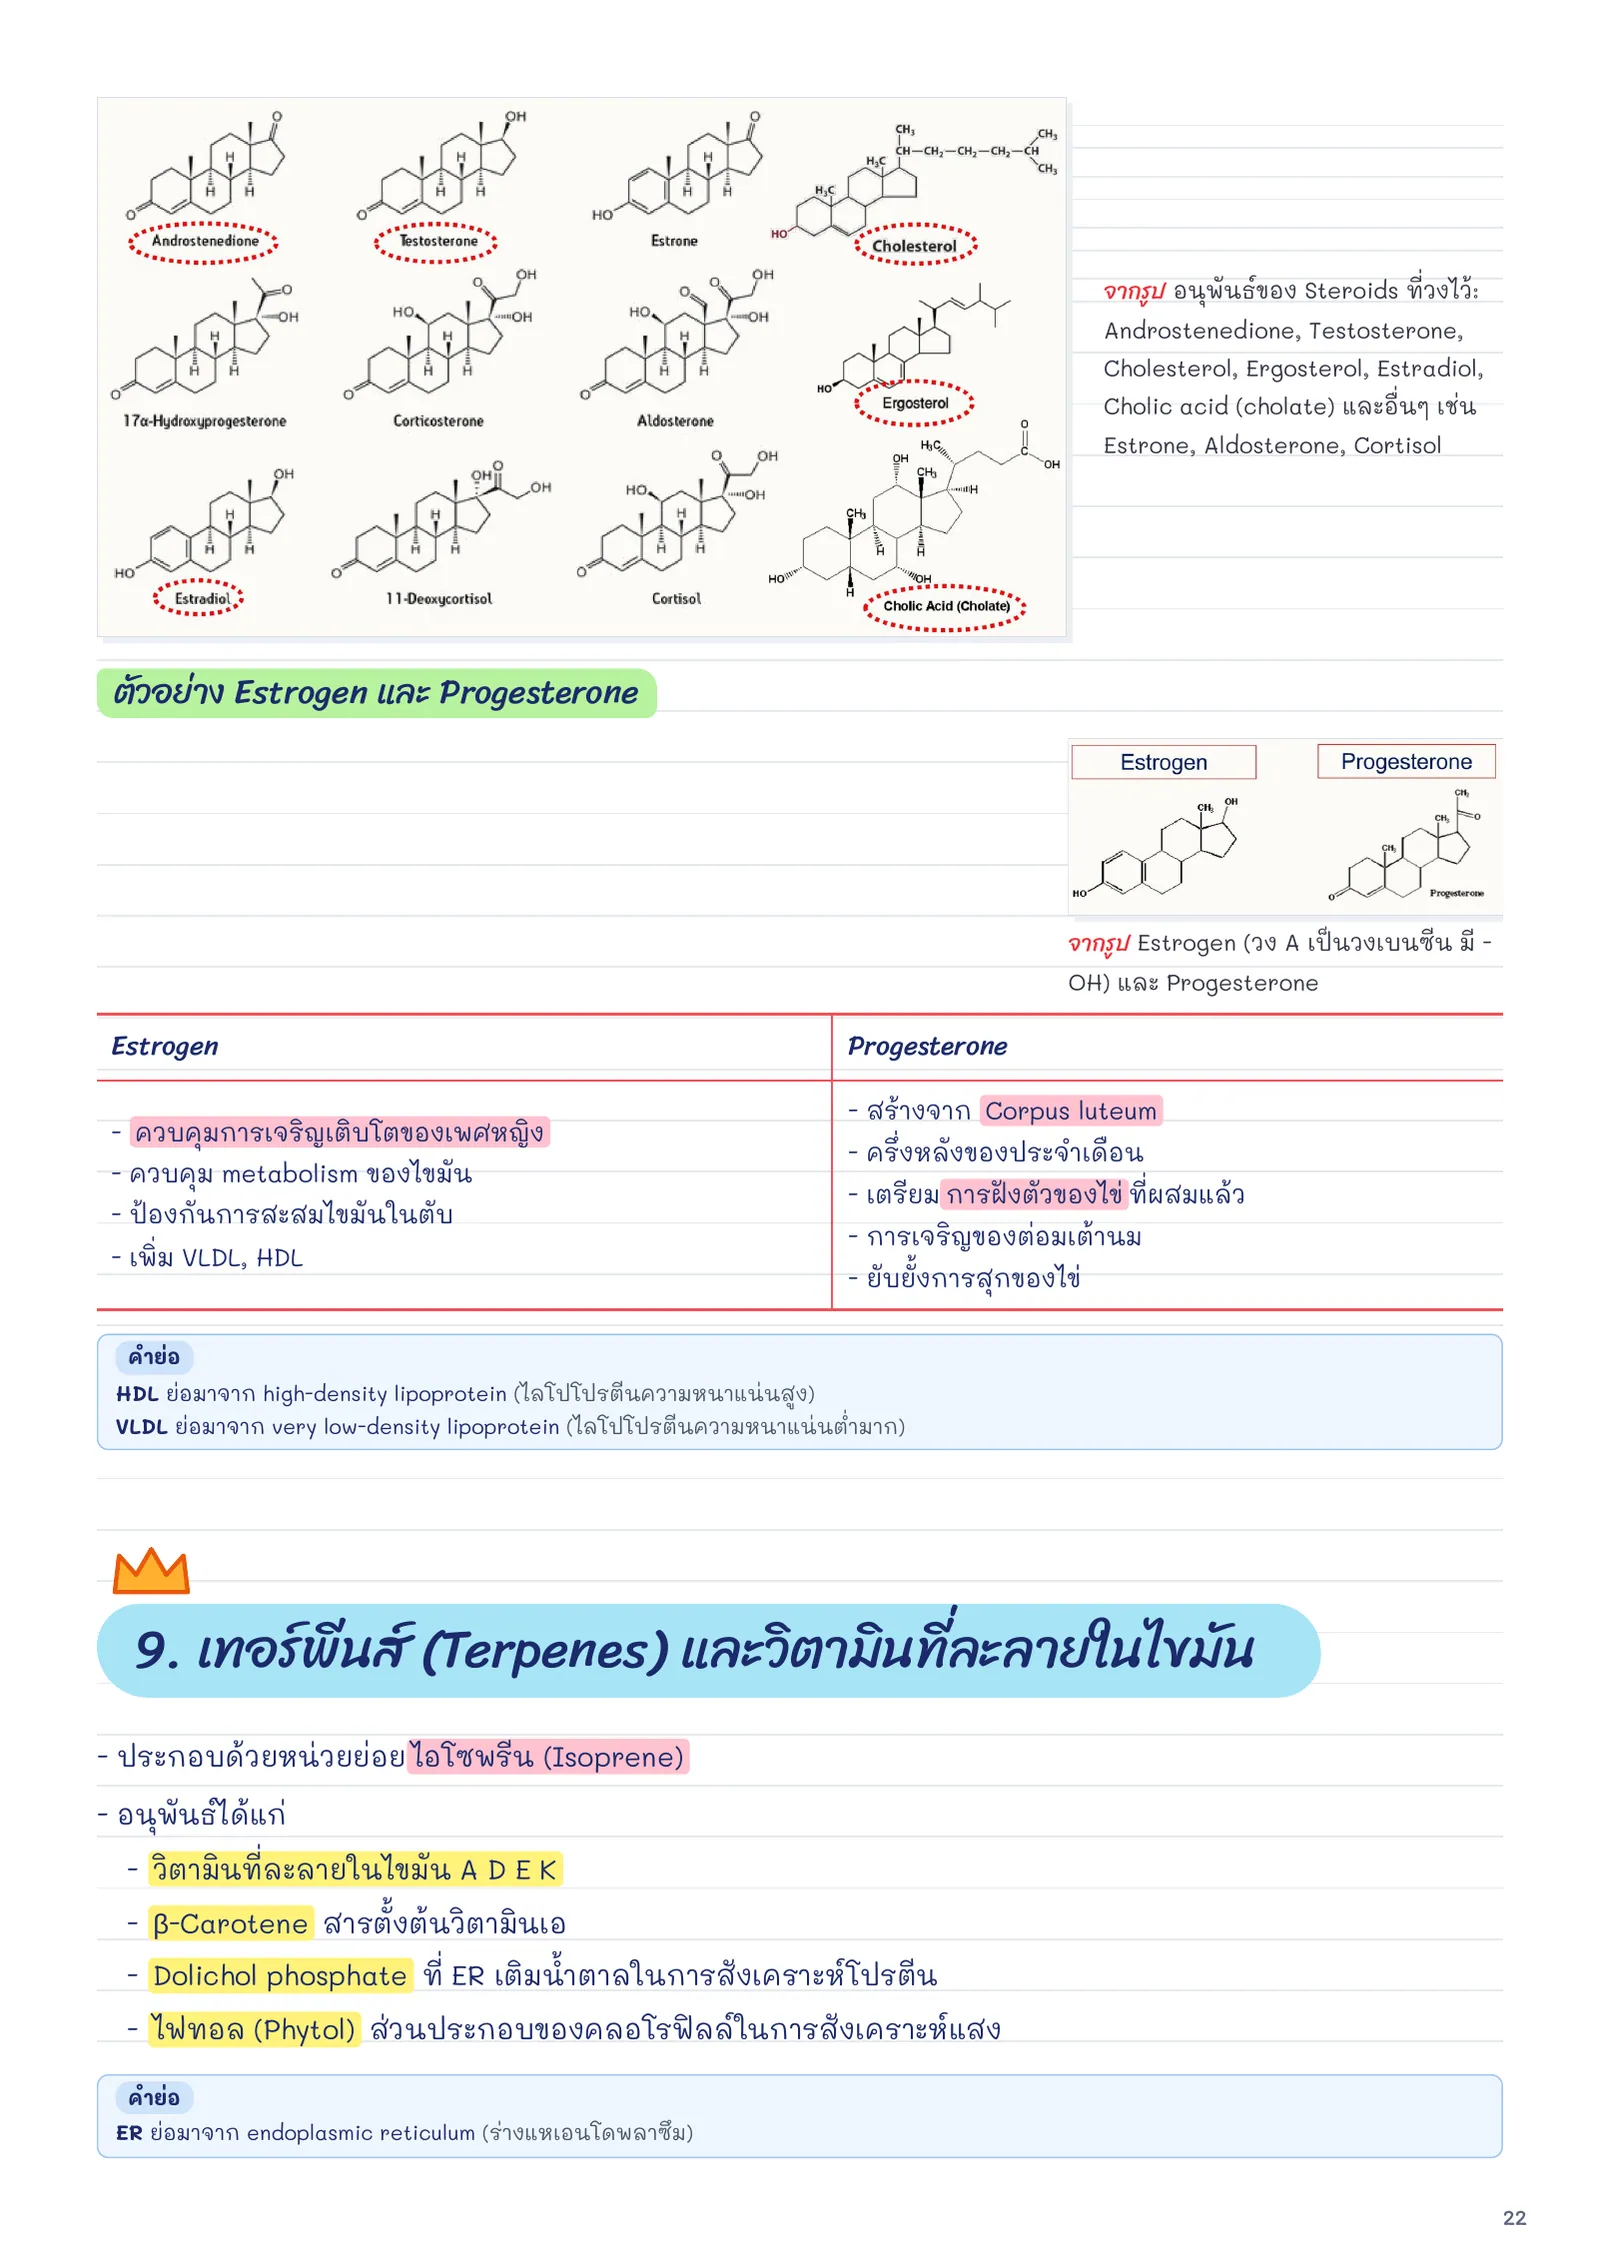 Androstenedione
Testosterone
Estrone
Cholesterol
17α-Hydroxyprogesterone
Corticosterone
Aldosterone
Ergosterol
Estradiol
11-Deoxycortisol
Cortisol
Cholic Acid (Cholate)
จากรูป อนุพันธ์ของ Steroids ที่วงไว้:
Androstenedione, Testosterone,
Cholesterol, Ergosterol, Estradiol,
Cholic acid (cholate) และอื่นๆ เช่น
Estrone, Aldosterone, Cortisol
ตัวอย่าง Estrogen และ Progesterone
Estrogen
Progesterone
Progesterone
จากรูป Estrogen (วง A เป็นวงเบนซีน มี -
OH) และ Progesterone
Estrogen
- ควบคุมการเจริญเติบโตของเพศหญิง
- ควบคุม metabolism ของไขมัน
- ป้องกันการสะสมไขมันในตับ
- เพิ่ม VLDL, HDL
Progesterone
- สร้างจาก Corpus luteum
- ครึ่งหลังของประจำเดือน
- เตรียมการฝังตัวของไข่ที่ผสมแล้ว
- การเจริญของต่อมเต้านม
- ยับยั้งการสุกของไข่
คำย่อ
HDL ย่อมาจาก high-density lipoprotein (ไลโปโปรตีนความหนาแน่นสูง)
VLDL ย่อมาจาก very low-density lipoprotein (ไลโปโปรตีนความหนาแน่นต่ำมาก)
9. เทอร์พีนส์ (Terpenes) และวิตามินที่ละลายในไขมัน
- ประกอบด้วยหน่วยย่อยไอโซพรีน (Isoprene)
- อนุพันธ์ได้แก่
- วิตามินที่ละลายในไขมัน A D E K
- β-Carotene สารตั้งต้นวิตามินเอ
- Dolichol phosphate ที่ ER เติมน้ำตาลในการสังเคราะห์โปรตีน
- ไฟทอล (Phytol) ส่วนประกอบของคลอโรฟิลล์ในการสังเคราะห์แสง
คำย่อ
ER ย่อมาจาก endoplasmic reticulum (ร่างแหเอนโดพลาซึม)
22